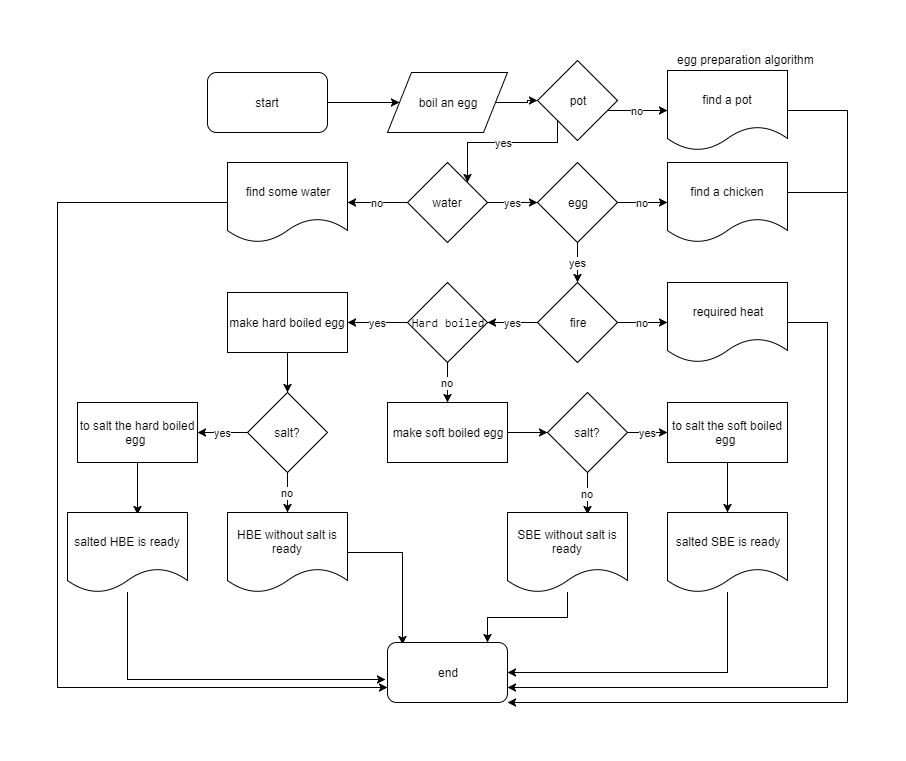 egg preparation algorithm
start
boil an egg
pot
no
find a pot
yes
find some water
no
water
yes
egg
no
find a chicken
yes
make hard boiled egg
yes
Hard boiled
yes
fire
no
required heat
no
to salt the hard boiled
egg
yes
salt?
make soft boiled egg
salt?
yes
to salt the soft boiled
egg
no
no
salted HBE is ready
HBE without salt is
ready
SBE without salt is
ready
salted SBE is ready
end